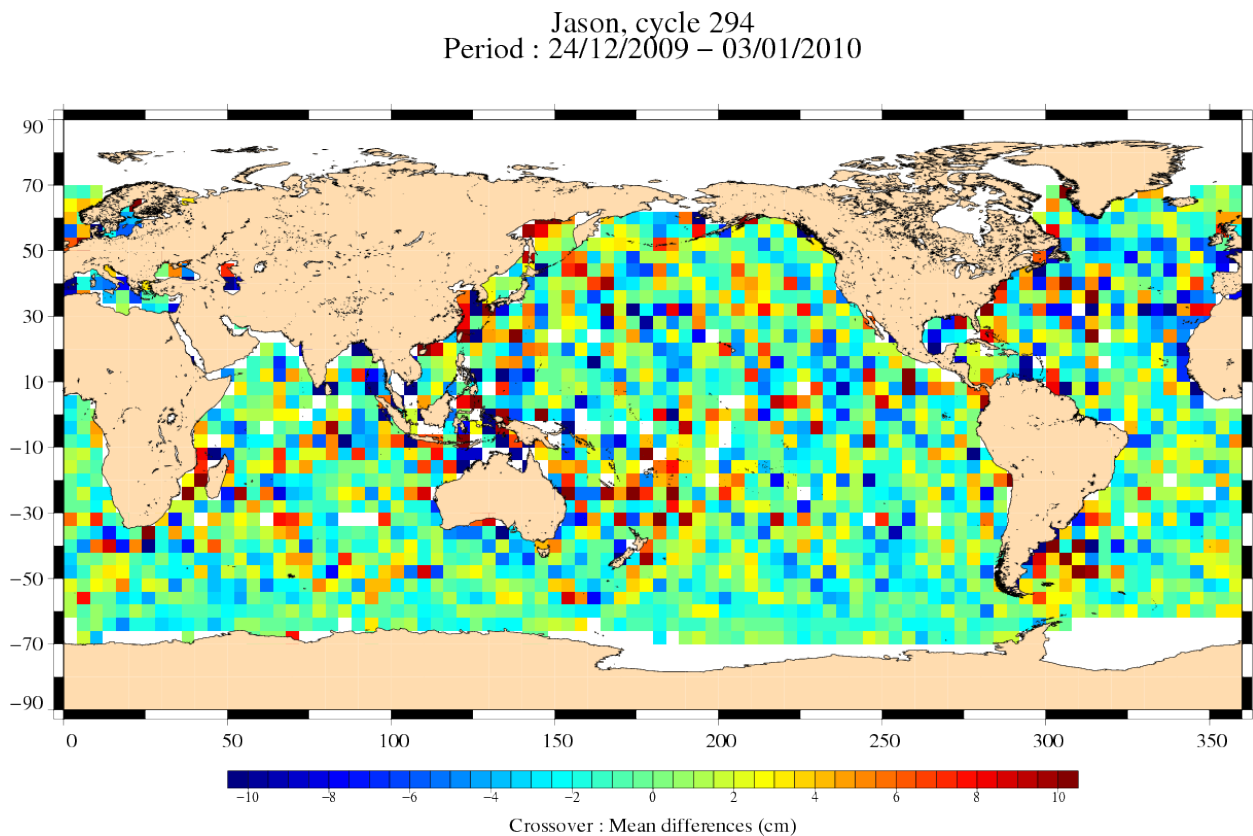 Jason, cycle 294
Period : 24/12/2009 – 03/01/2010
90
70
50
30
10
−10
−30
−50
−70
−90
0 50 100 150 200 250 300 350
−10 −8 −6 −4 −2 0 2 4 6 8 10
Crossover : Mean differences (cm)